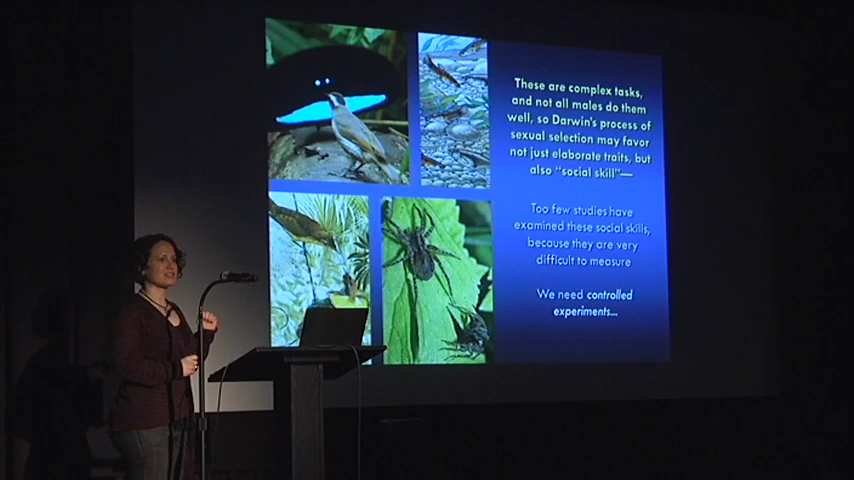 These are complex tasks,
and not all males do them
well, so Darwin's process of
sexual selection may favor
not just elaborate traits, but
also "social skill"—
Too few studies have
examined these social skills,
because they are very
difficult to measure
We need controlled
experiments...